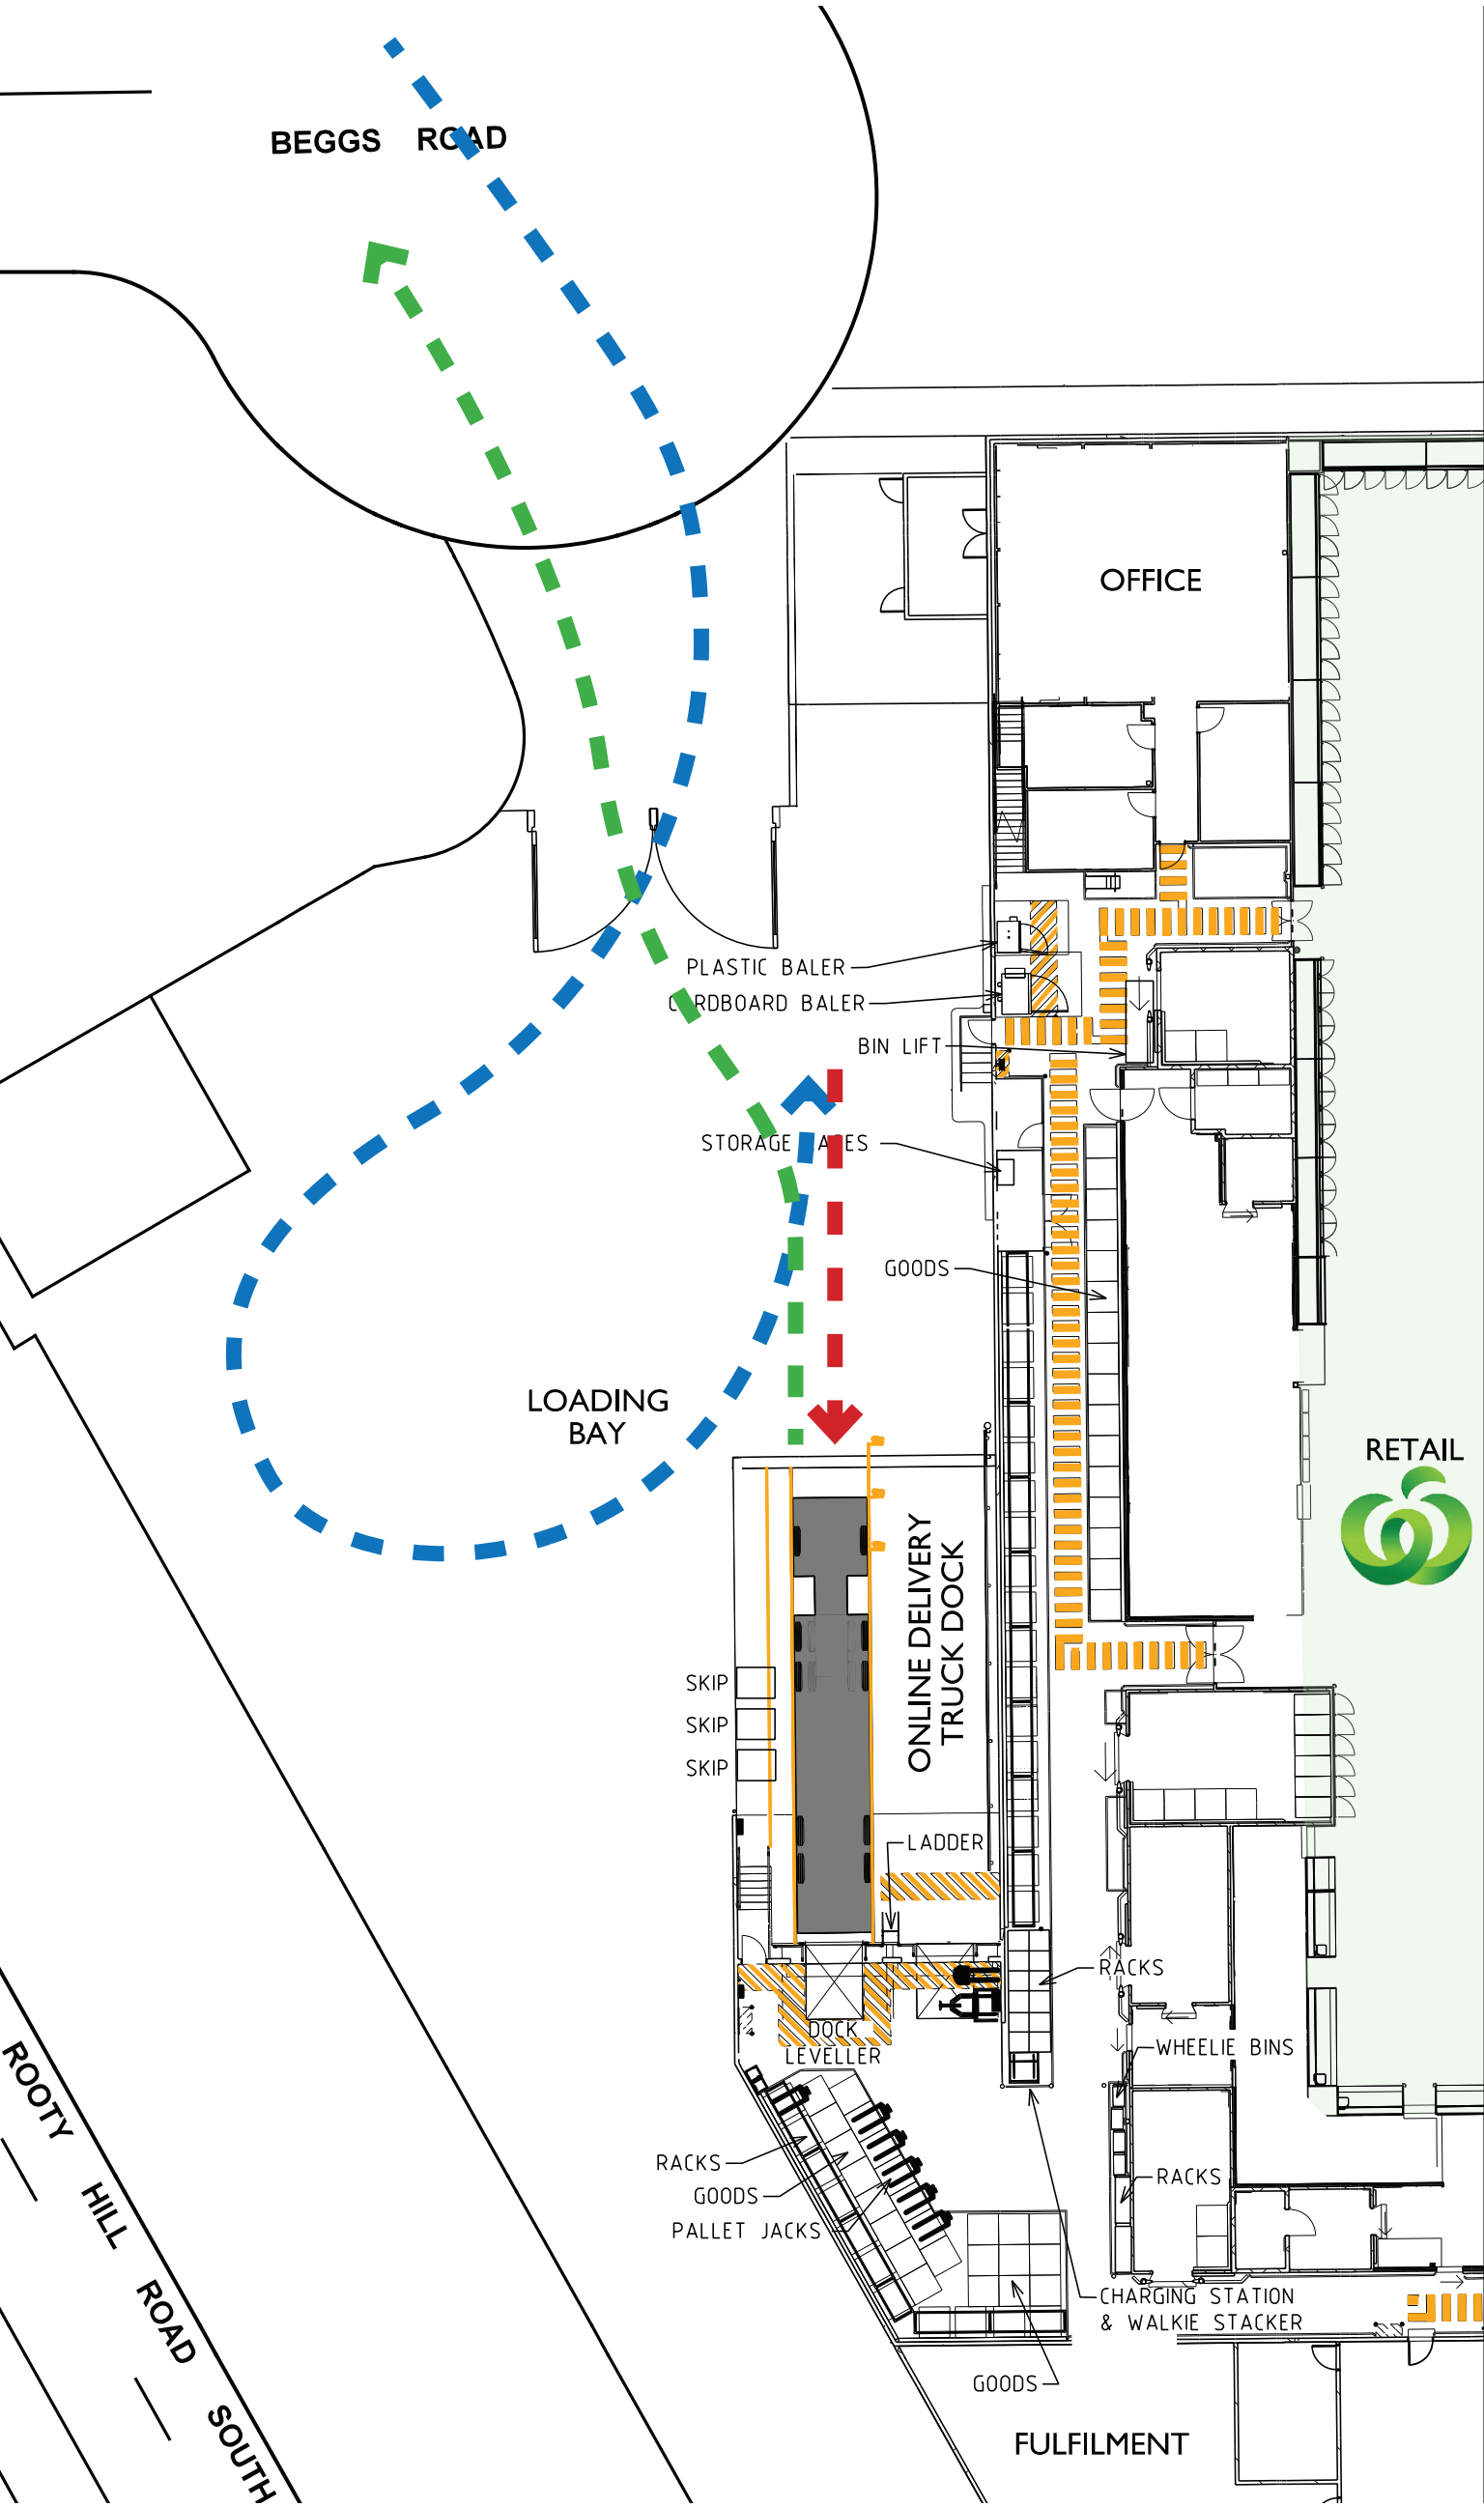 BEGGS ROAD
OFFICE
PLASTIC BALER
BIN LIFT
BALER
STORAGE
GOODS
LOADING
BAY
RETAIL
ONLINE DELIVERY
TRUCK DOCK
SKIP
SKIP
SKIP
LADDER
RACKS
DOCK
LEVELLER
WHEELIE BINS
ROOTY HILL ROAD SOUTH
RACKS
GOODS
PALLET JACKS
RACKS
CHARGING STATION
& WALKIE STACKER
GOODS
FULFILMENT